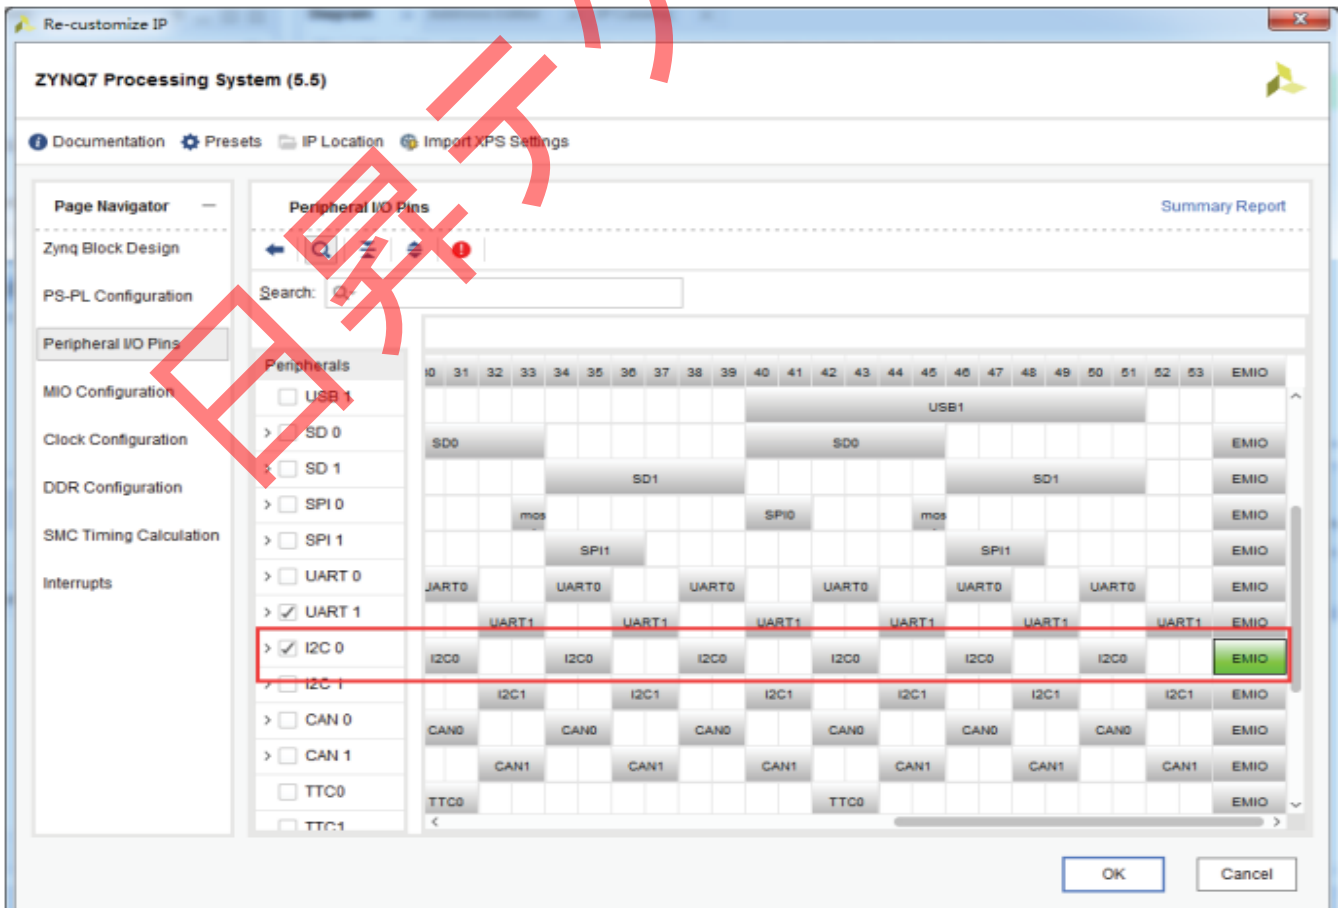 Re-customize IP
ZYNQ7 Processing System (5.5)
Documentation Presets IP Location Import XPS Settings
Page Navigator
Zynq Block Design
PS-PL Configuration
Peripheral I/O Pins
MIO Configuration
Clock Configuration
DDR Configuration
SMC Timing Calculation
Interrupts
Peripheral I/O Pins Summary Report
Search:
Peripherals 31 32 33 34 35 36 37 38 39 40 41 42 43 44 45 46 47 48 49 50 51 52 53 EMIO
USB 1 USB1
SD 0 SD0 SD0 EMIO
SD 1 SD1 SD1 EMIO
SPI 0 mos SPI0 mos EMIO
SPI 1 SPI1 SPI1 EMIO
UART 0 UART0 UART0 UART0 UART0 UART0 UART0 EMIO
UART 1 UART1 UART1 UART1 UART1 UART1 UART1 EMIO
I2C 0 I2C0 I2C0 I2C0 I2C0 I2C0 I2C0 EMIO
I2C 1 I2C1 I2C1 I2C1 I2C1 I2C1 I2C1 EMIO
CAN 0 CAN0 CAN0 CAN0 CAN0 CAN0 CAN0 EMIO
CAN 1 CAN1 CAN1 CAN1 CAN1 CAN1 CAN1 EMIO
TTC0 TTC0 TTC0 EMIO
TTC1
OK Cancel
日昇テク